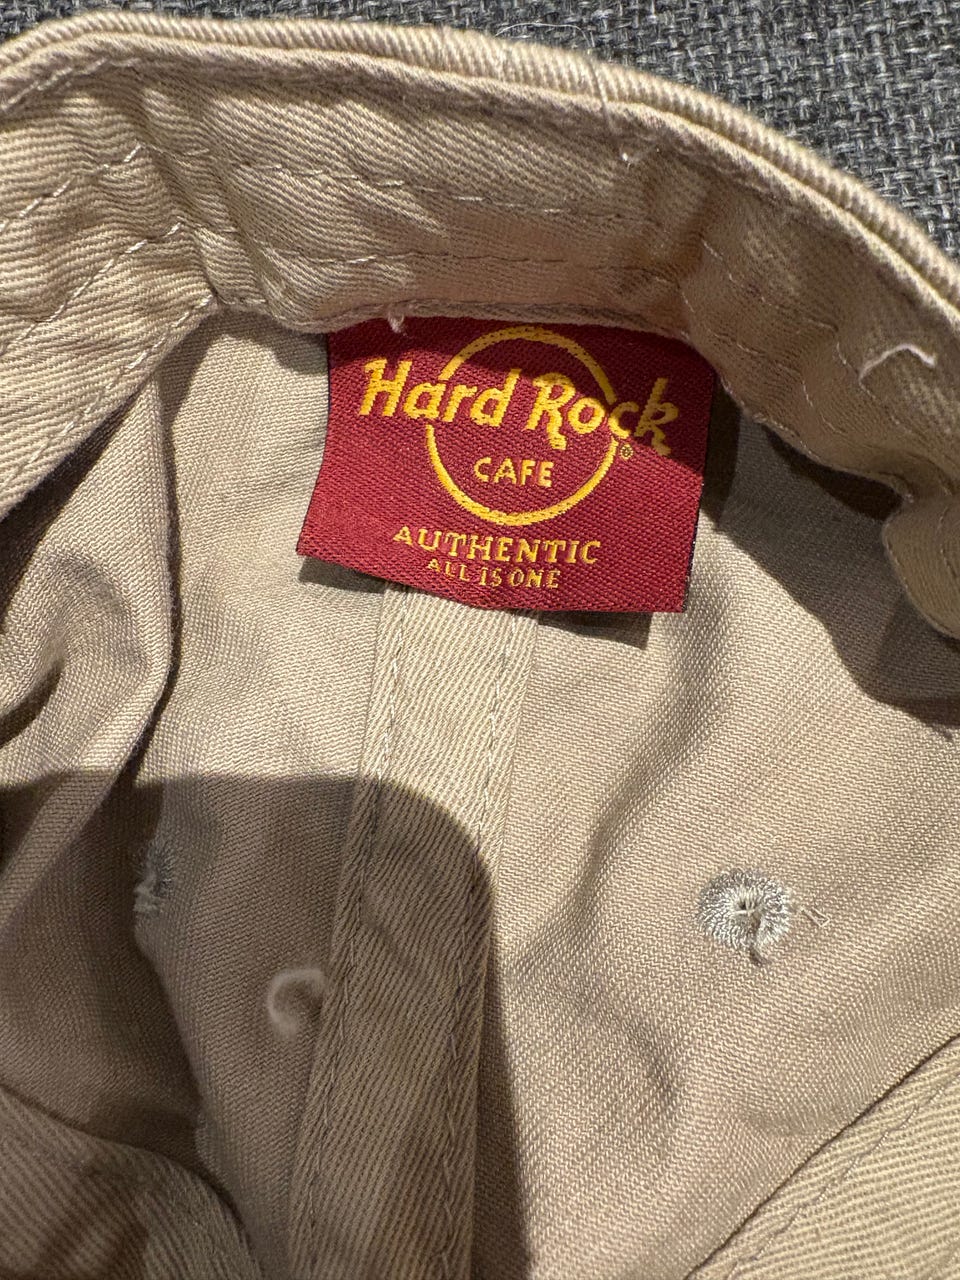 Hard Rock
®
CAFE
AUTHENTIC
ALL IS ONE